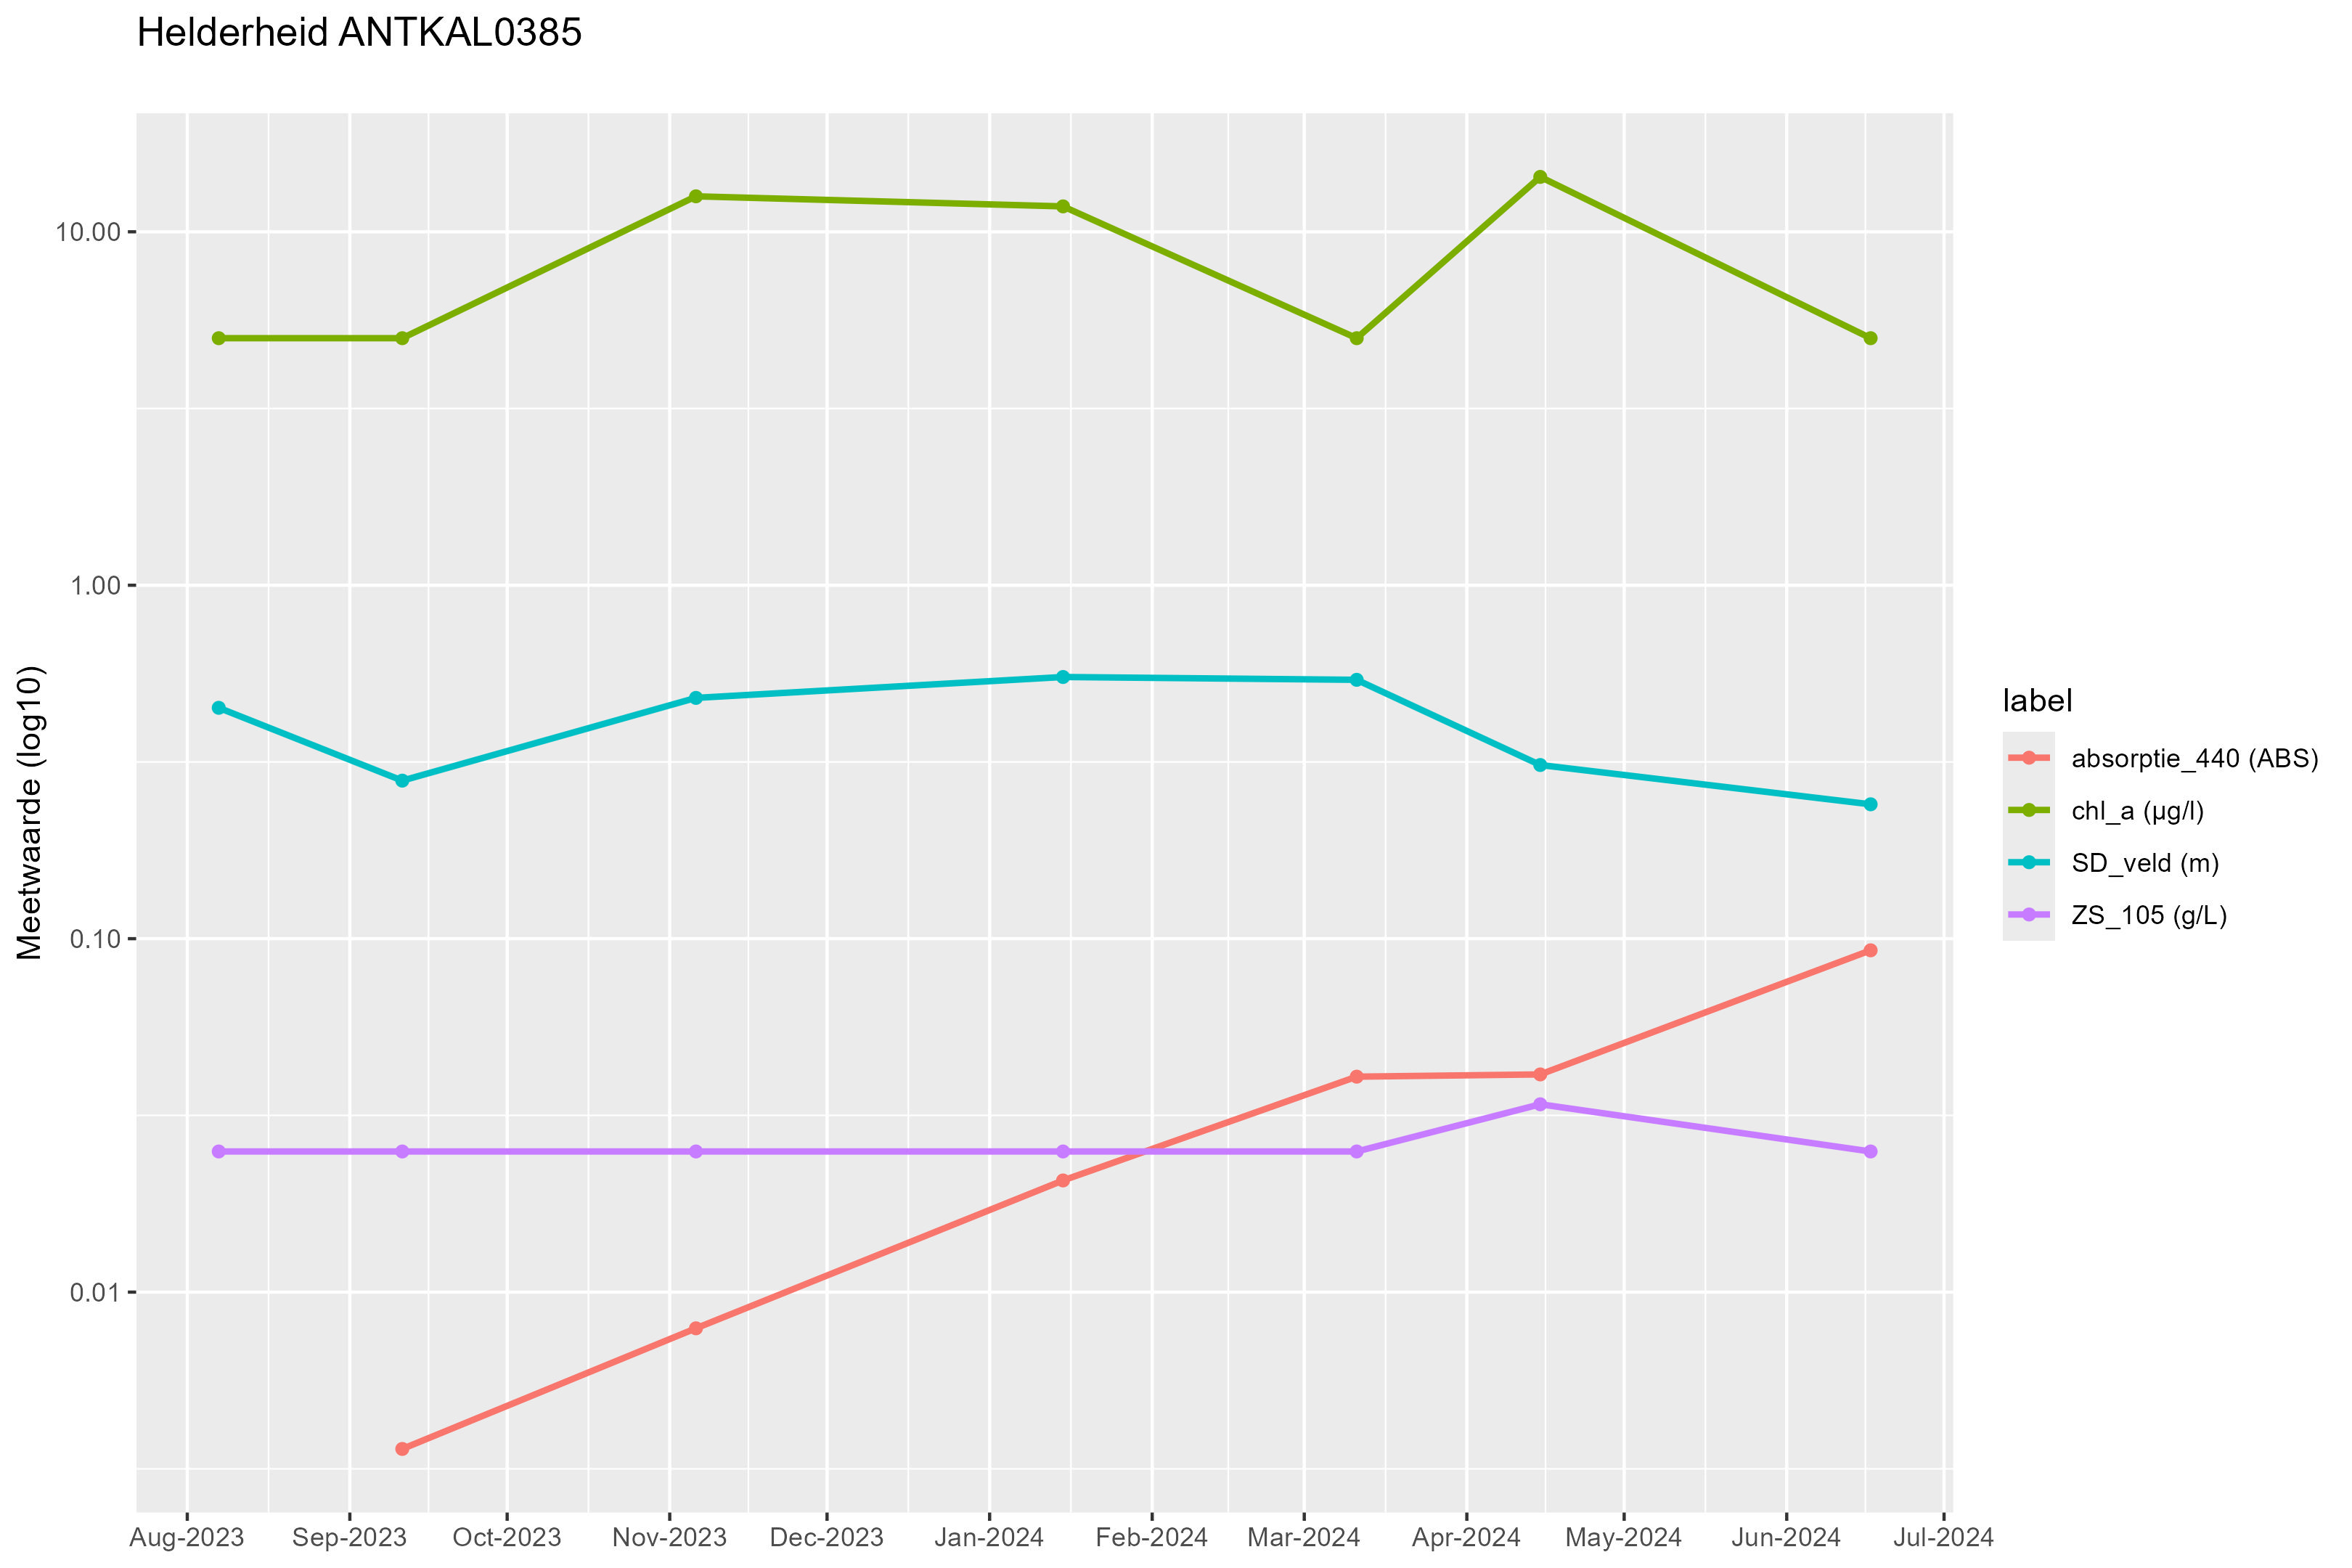 Helderheid ANTKAL0385
Meetwaarde (log10)
10.00
1.00
0.10
0.01
Aug-2023 Sep-2023 Oct-2023 Nov-2023 Dec-2023 Jan-2024 Feb-2024 Mar-2024 Apr-2024 May-2024 Jun-2024 Jul-2024
label
absorptie_440 (ABS)
chl_a (µg/l)
SD_veld (m)
ZS_105 (g/L)